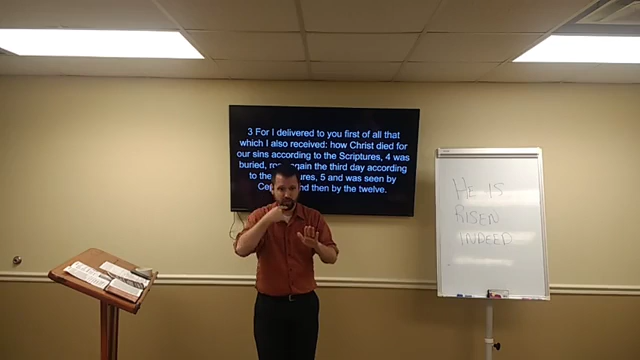 3 For I delivered to you first of all that
which I also received: how Christ died for
our sins according to the Scriptures, 4 was
buried, again the third day according
to the 5 and was seen by
then by the twelve.
HE IS
RISEN
INDEED